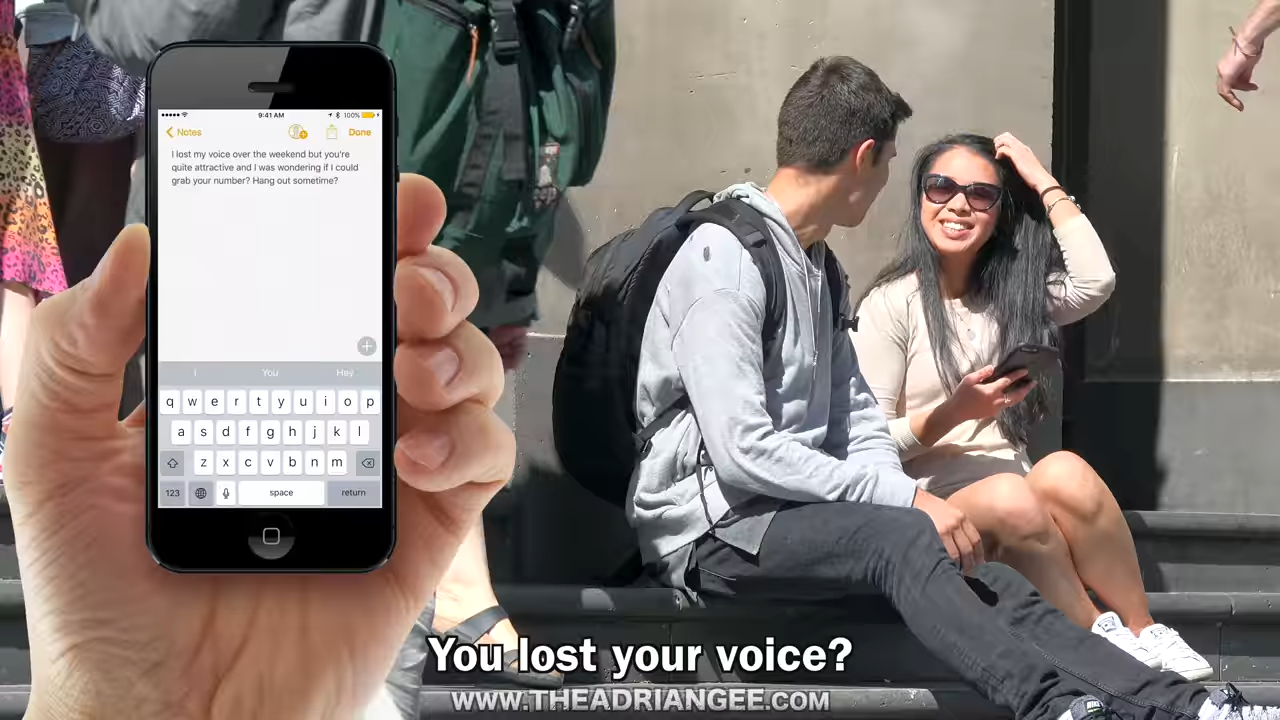 9:41 AM
100%
Notes
Done
I lost my voice over the weekend but you're
quite attractive and I was wondering if I could
grab your number? Hang out sometime?
I You Hey
q w e r t y u i o p
a s d f g h j k l
z x c v b n m
123 space return
You lost your voice?
WWW.THEADRIANGEE.COM